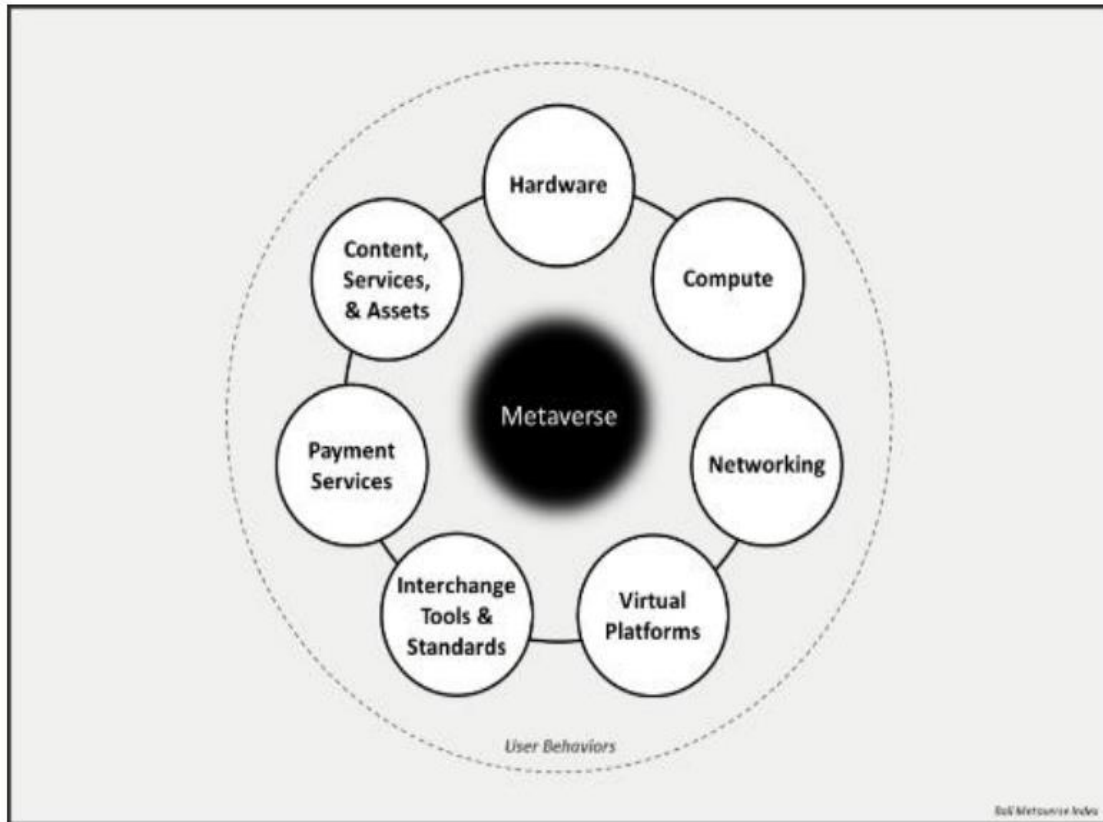 Hardware
Content,
Services,
& Assets
Compute
Metaverse
Payment
Services
Networking
Interchange
Tools &
Standards
Virtual
Platforms
User Behaviors
Ball Metaverse Index